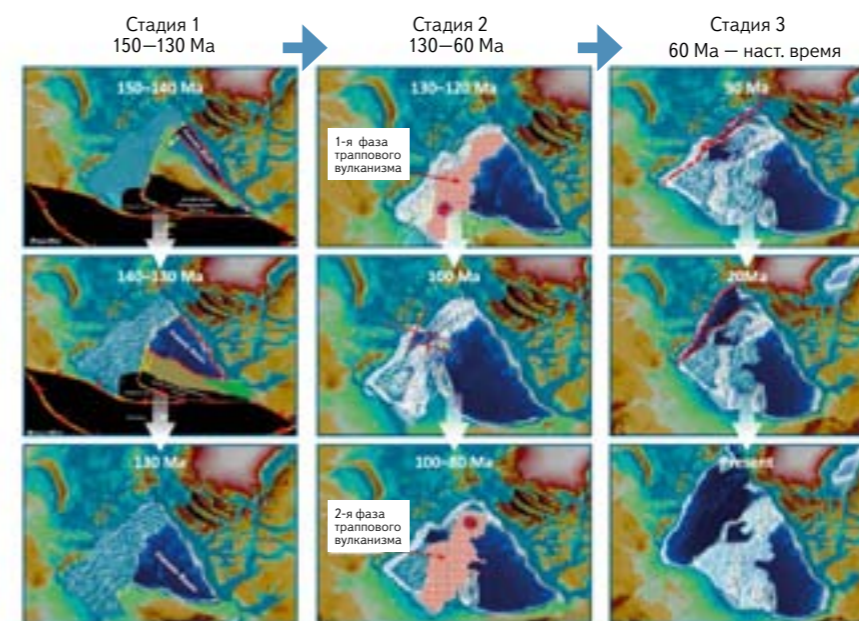 Стадия 1
150—130 Ма
Стадия 2
130—60 Ма
Стадия 3
60 Ма — наст. время
150–140 Ma
130–120 Ma
1-я фаза
траппового
вулканизма
50 Ma
140–130 Ma
100 Ma
20Ma
130 Ma
100–80 Ma
2-я фаза
траппового
вулканизма
Present